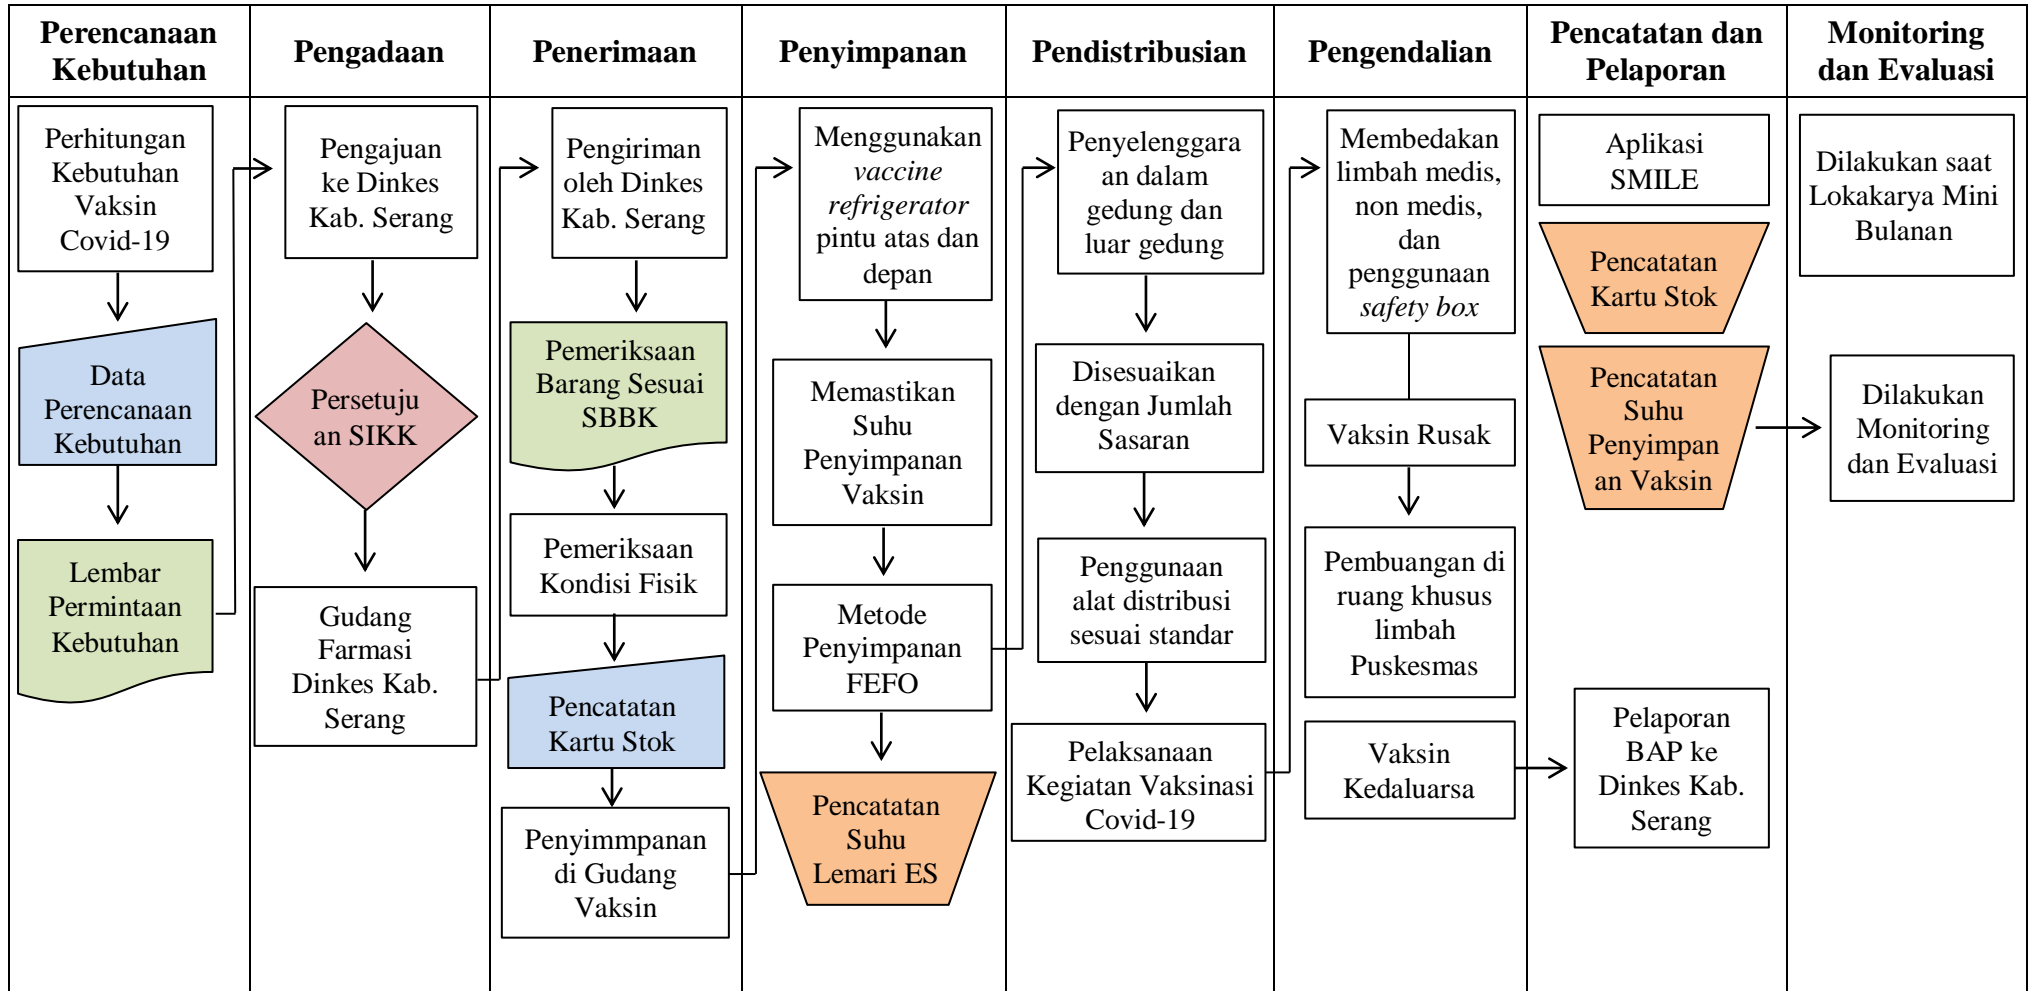 Perencanaan
Kebutuhan
Pengadaan
Penerimaan
Penyimpanan
Pendistribusian
Pengendalian
Pencatatan dan
Pelaporan
Monitoring
dan Evaluasi
Perhitungan
Kebutuhan
Vaksin
Covid-19
Data
Perencanaan
Kebutuhan
Lembar
Permintaan
Kebutuhan
Pengajuan
ke Dinkes
Kab. Serang
Persetuju
an SIKK
Gudang
Farmasi
Dinkes Kab.
Serang
Pengiriman
oleh Dinkes
Kab. Serang
Pemeriksaan
Barang Sesuai
SBBK
Pemeriksaan
Kondisi Fisik
Pencatatan
Kartu Stok
Penyimmpanan
di Gudang
Vaksin
Menggunakan
vaccine
refrigerator
pintu atas dan
depan
Memastikan
Suhu
Penyimpanan
Vaksin
Metode
Penyimpanan
FEFO
Pencatatan
Suhu
Lemari ES
Penyelenggara
an dalam
gedung dan
luar gedung
Disesuaikan
dengan Jumlah
Sasaran
Penggunaan
alat distribusi
sesuai standar
Pelaksanaan
Kegiatan Vaksinasi
Covid-19
Membedakan
limbah medis,
non medis,
dan
penggunaan
safety box
Vaksin Rusak
Pembuangan di
ruang khusus
limbah
Puskesmas
Vaksin
Kedaluarsa
Aplikasi
SMILE
Pencatatan
Kartu Stok
Pencatatan
Suhu
Penyimpan
an Vaksin
Pelaporan
BAP ke
Dinkes Kab.
Serang
Dilakukan saat
Lokakarya Mini
Bulanan
Dilakukan
Monitoring
dan Evaluasi